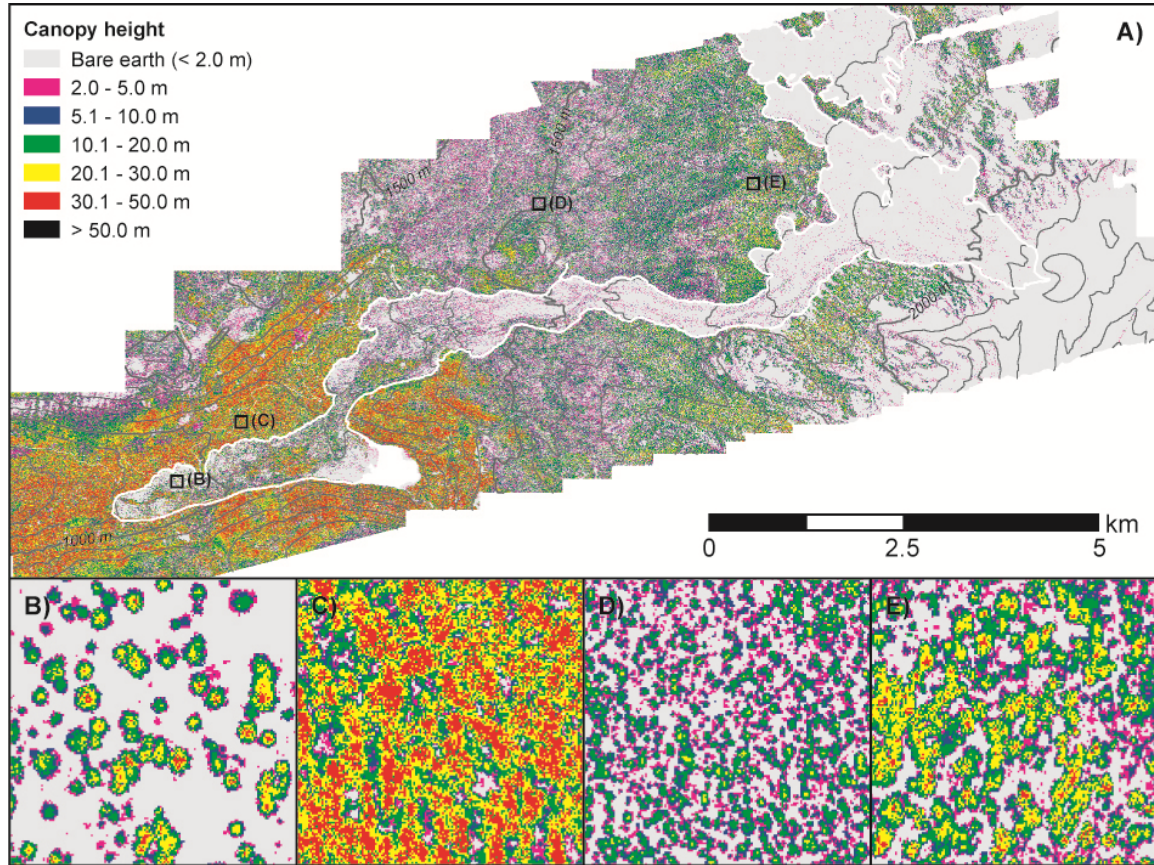 Canopy height
Bare earth (< 2.0 m)
2.0 - 5.0 m
5.1 - 10.0 m
10.1 - 20.0 m
20.1 - 30.0 m
30.1 - 50.0 m
> 50.0 m
A)
1500 m
1500 m
(E)
(D)
2000 m
(C)
(B)
1000 m
km
0
2.5
5
B)
C)
D)
E)